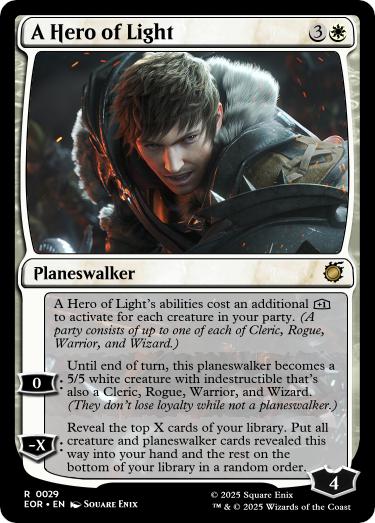 A Hero of Light 3
Planeswalker
A Hero of Light's abilities cost an additional +1
to activate for each creature in your party. (A
party consists of up to one of each of Cleric, Rogue,
Warrior, and Wizard.)
0: Until end of turn, this planeswalker becomes a
5/5 white creature with indestructible that's
also a Cleric, Rogue, Warrior, and Wizard.
(They don't lose loyalty while not a planeswalker.)
-X: Reveal the top X cards of your library. Put all
creature and planeswalker cards revealed this
way into your hand and the rest on the
bottom of your library in a random order.
4
R 0029
EOR • EN SQUARE ENIX
© 2025 Square Enix
™ & © 2025 Wizards of the Coast